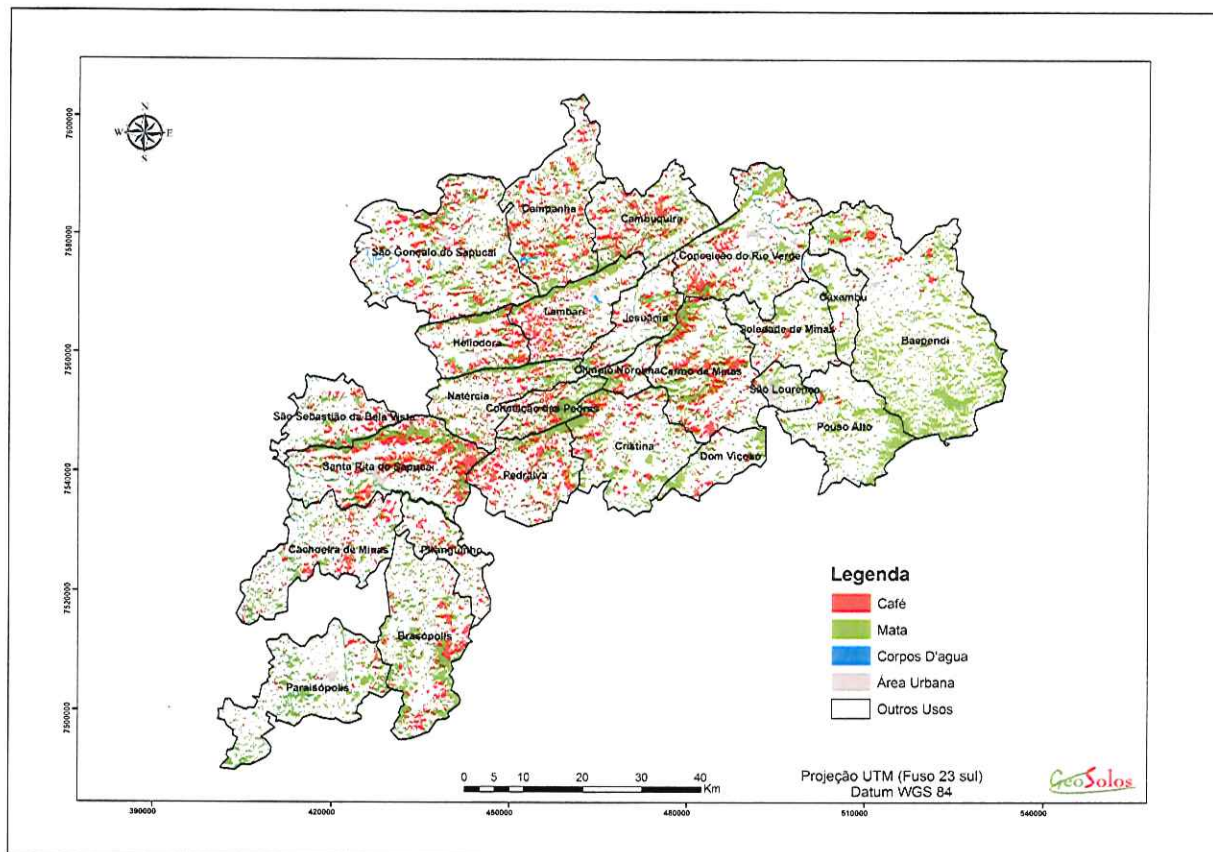 N
W E
S
7600000
7580000
7560000
7540000
7520000
7500000
Campanha
Cambuquira
São Gonçalo do Sapucaí
Conceição do Rio Verde
Caxambu
Lambari
Jesuânia
Soledade de Minas
Baependi
Heliodora
Olímpio Noronha
Carmo de Minas
São Lourenço
Natércia
Conceição das Pedras
São Sebastião da Bela Vista
Pouso Alto
Cristina
Dom Viçoso
Santa Rita do Sapucaí
Pedralva
Cachoeira de Minas
Piranguinho
Brasópolis
Paraisópolis
Legenda
Café
Mata
Corpos D'agua
Área Urbana
Outros Usos
0 5 10 20 30 40
Km
Projeção UTM (Fuso 23 sul)
Datum WGS 84
GeoSolos
390000 420000 450000 480000 510000 540000